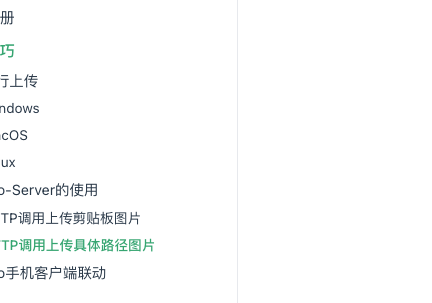 册
巧
行上传
ndows
acOS
ux
o-Server的使用
TP调用上传剪贴板图片
TP调用上传具体路径图片
o手机客户端联动